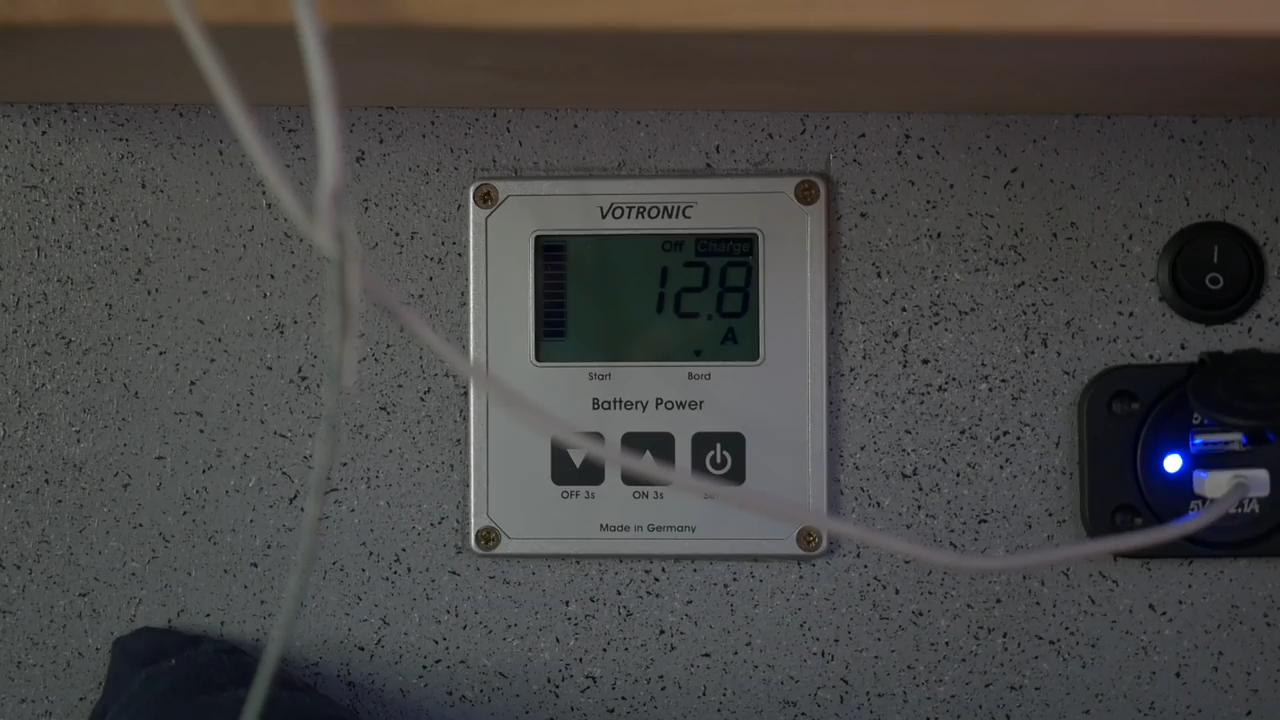 VOTRONIC
Off Charge
12.8
A
Start Bord
Battery Power
OFF 3s ON 3s
Made in Germany
I
O